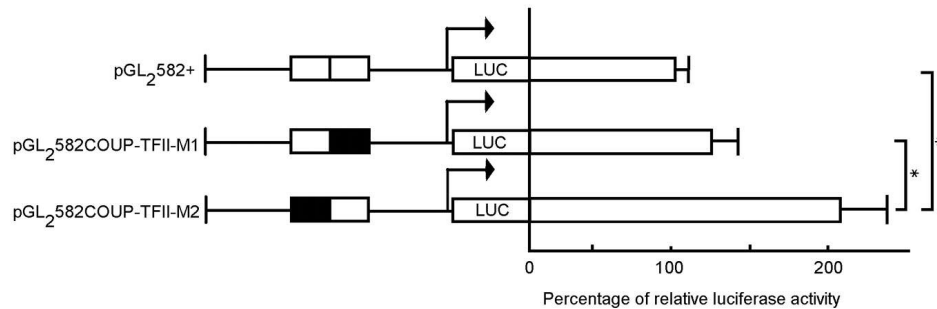 pGL2582+
LUC
pGL2582COUP-TFII-M1
LUC
*
pGL2582COUP-TFII-M2
LUC
0
100
200
Percentage of relative luciferase activity